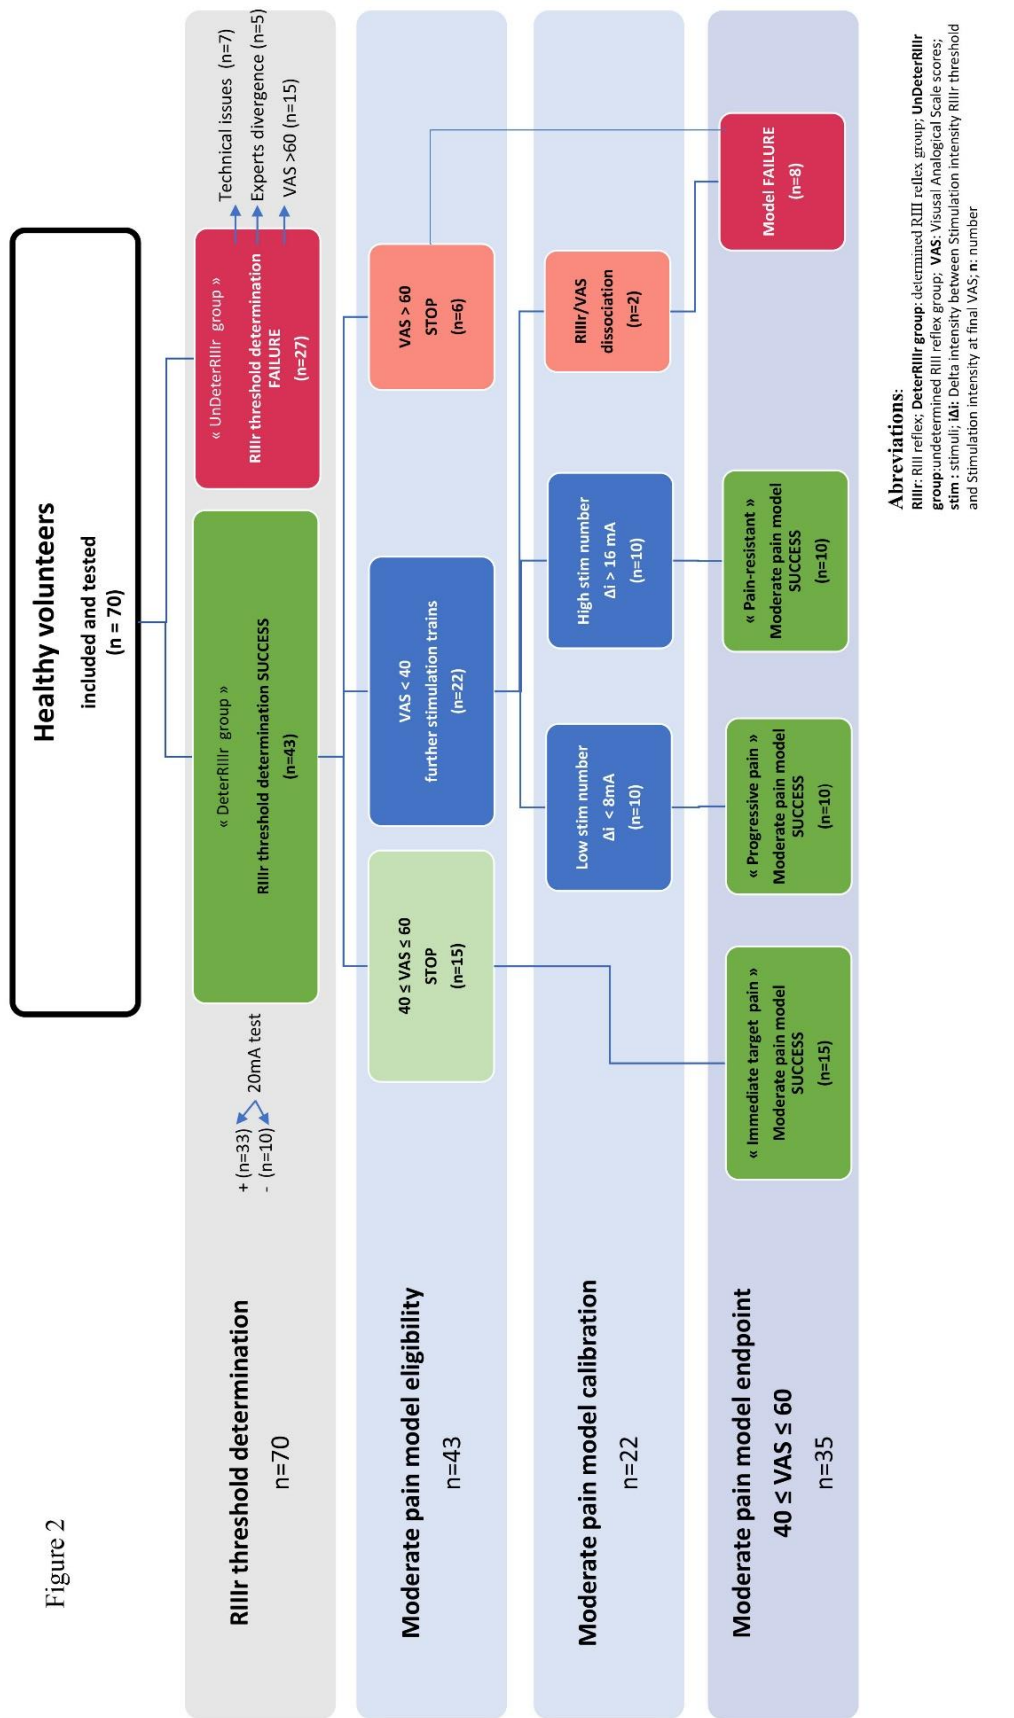 Figure 2
Healthy volunteers
included and tested
(n = 70)
RIIIr threshold determination
n=70
+ (n=33)
- (n=10)
20mA test
« DeterRIIIr group »
RIIIr threshold determination SUCCESS
(n=43)
« UnDeterRIIIr group »
RIIIr threshold determination
FAILURE
(n=27)
Technical issues (n=7)
Experts divergence (n=5)
VAS >60 (n=15)
Moderate pain model eligibility
n=43
40 ≤ VAS ≤ 60
STOP
(n=15)
VAS < 40
further stimulation trains
(n=22)
VAS > 60
STOP
(n=6)
Moderate pain model calibration
n=22
Low stim number
Δi < 8mA
(n=10)
High stim number
Δi > 16 mA
(n=10)
RIIIr/VAS
dissociation
(n=2)
Moderate pain model endpoint
40 ≤ VAS ≤ 60
n=35
« Immediate target pain »
Moderate pain model
SUCCESS
(n=15)
« Progressive pain »
Moderate pain model
SUCCESS
(n=10)
« Pain-resistant »
Moderate pain model
SUCCESS
(n=10)
Model FAILURE
(n=8)
Abreviations:
RIIIr: RIII reflex; DeterRIIIr group: determined RIII reflex group; UnDeterRIIIr
group:undetermined RIII reflex group; VAS: Visusal Analogical Scale scores;
stim : stimuli; iΔi: Delta intensity between Stimulation intensity RIIIr threshold
and Stimulation intensity at final VAS; n: number